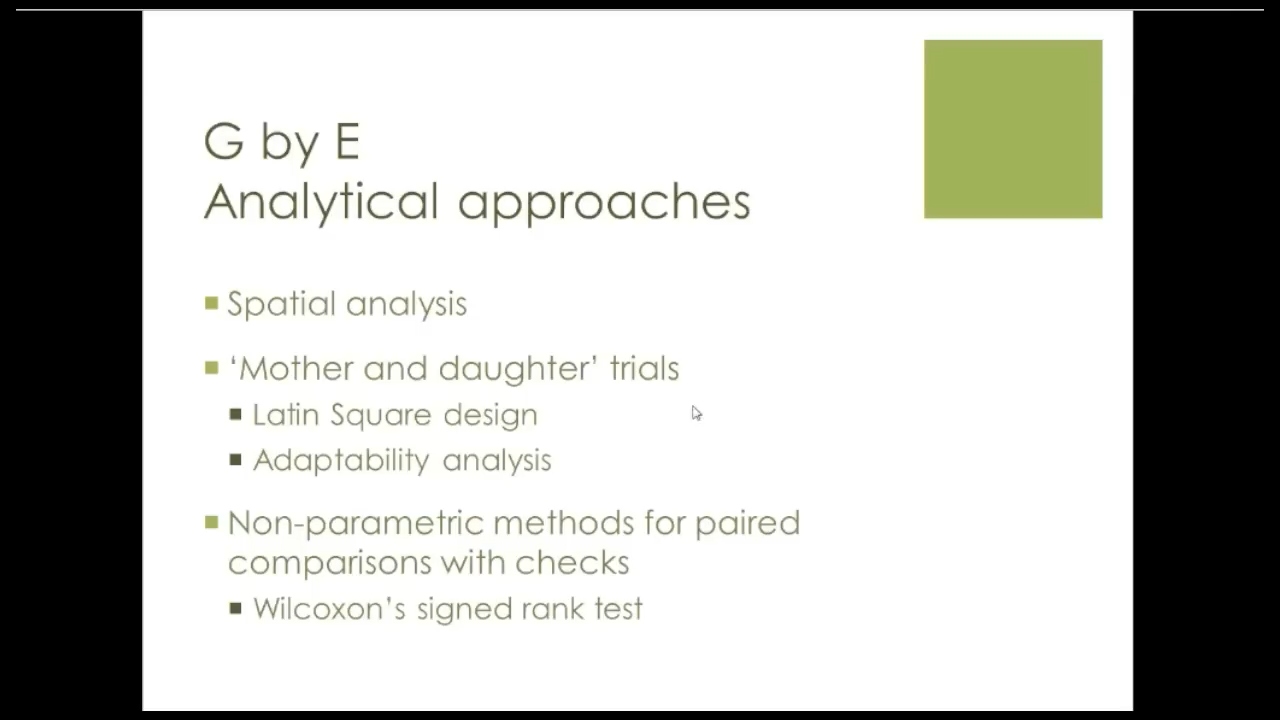 G by E
Analytical approaches
Spatial analysis
‘Mother and daughter’ trials
Latin Square design
Adaptability analysis
Non-parametric methods for paired
comparisons with checks
Wilcoxon’s signed rank test